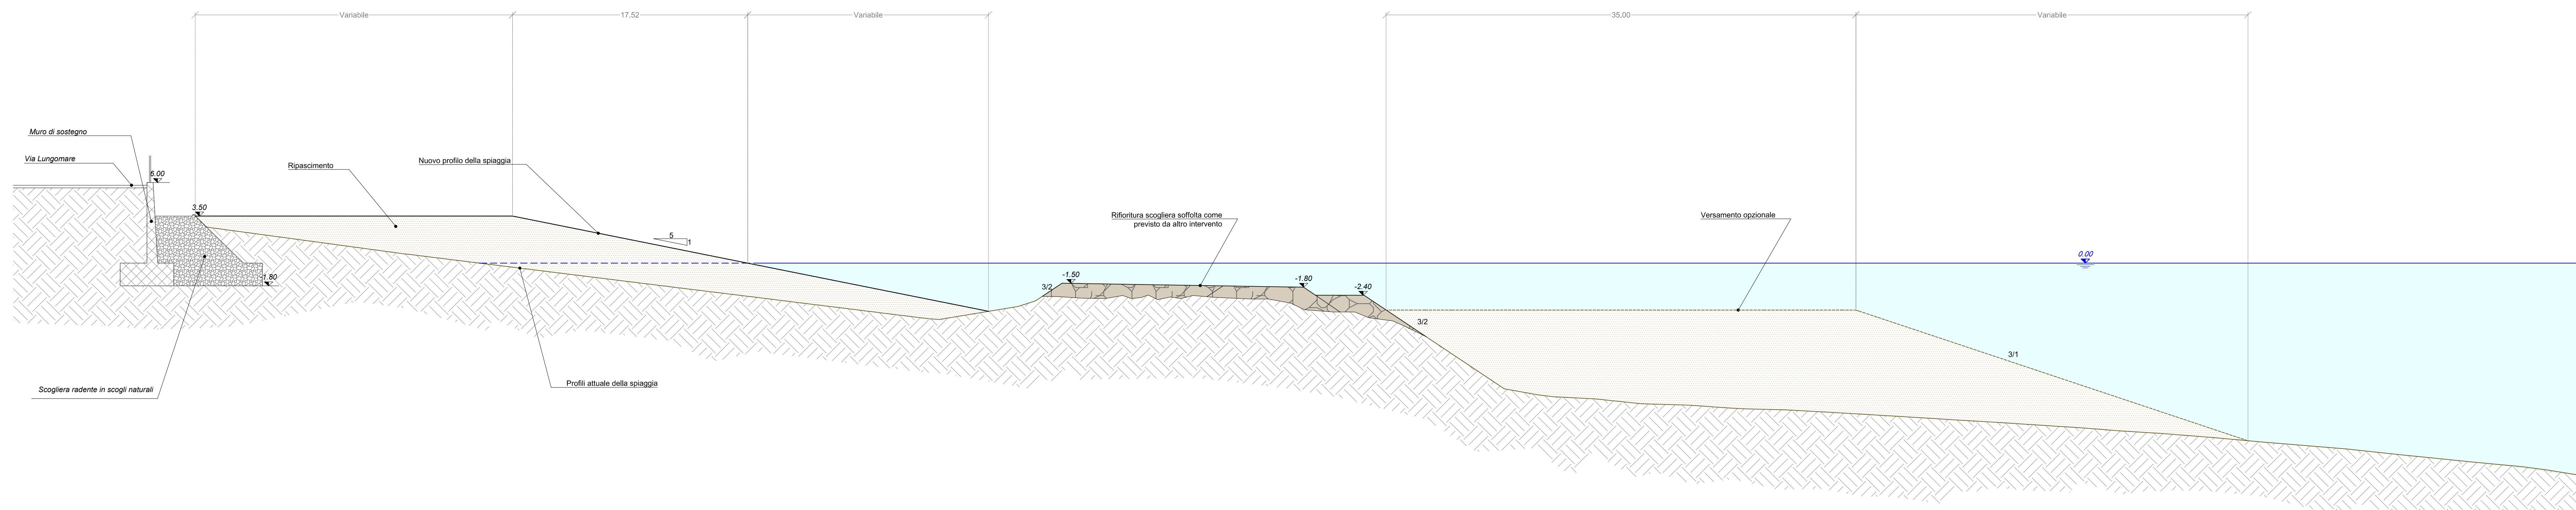 Variabile
17,52
Variabile
35,00
Variabile
Muro di sostegno
Via Lungomare
6.00
Ripascimento
Nuovo profilo della spiaggia
3.50
5
1
Rifioritura scogliera soffolta come
previsto da altro intervento
Versamento opzionale
0.00
-1.80
-1.50
-1.80
-2.40
3/2
3/2
3/1
Scogliera radente in scogli naturali
Profili attuale della spiaggia